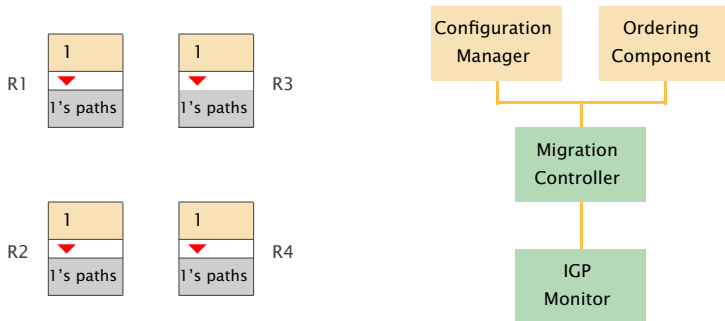 1
R1
1's paths
1
R3
1's paths
1
R2
1's paths
1
R4
1's paths
Configuration
Manager
Ordering
Component
Migration
Controller
IGP
Monitor